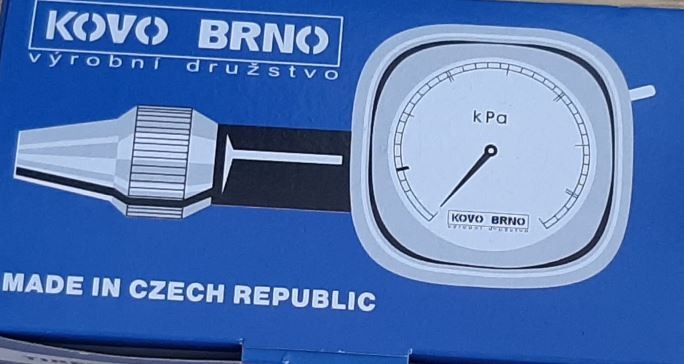 KOVO BRNO
výrobní družstvo
kPa
KOVO BRNO
výrobní družstvo
MADE IN CZECH REPUBLIC